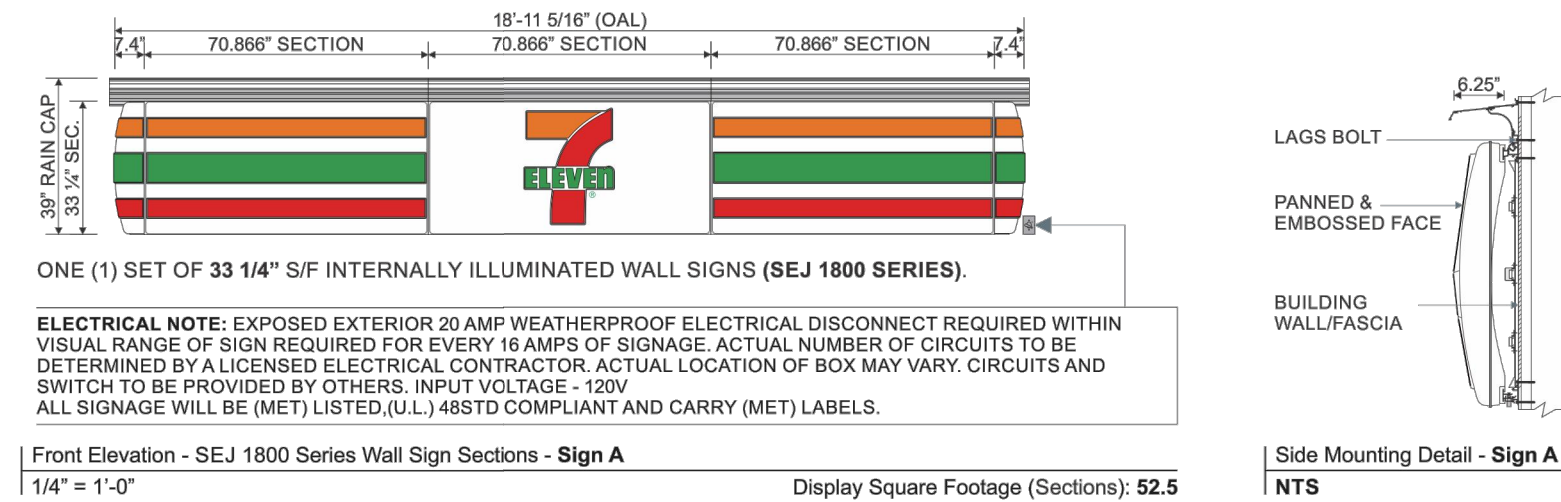 18'-11 5/16" (OAL)
7.4" 70.866" SECTION 70.866" SECTION 70.866" SECTION 7.4"
39" RAIN CAP
33 ¼" SEC.
7
ELEVEn
®
ONE (1) SET OF 33 1/4" S/F INTERNALLY ILLUMINATED WALL SIGNS (SEJ 1800 SERIES).
ELECTRICAL NOTE: EXPOSED EXTERIOR 20 AMP WEATHERPROOF ELECTRICAL DISCONNECT REQUIRED WITHIN
VISUAL RANGE OF SIGN REQUIRED FOR EVERY 16 AMPS OF SIGNAGE. ACTUAL NUMBER OF CIRCUITS TO BE
DETERMINED BY A LICENSED ELECTRICAL CONTRACTOR. ACTUAL LOCATION OF BOX MAY VARY. CIRCUITS AND
SWITCH TO BE PROVIDED BY OTHERS. INPUT VOLTAGE - 120V
ALL SIGNAGE WILL BE (MET) LISTED,(U.L.) 48STD COMPLIANT AND CARRY (MET) LABELS.
Front Elevation - SEJ 1800 Series Wall Sign Sections - Sign A
1/4" = 1'-0"
Display Square Footage (Sections): 52.5
6.25"
LAGS BOLT
PANNED &
EMBOSSED FACE
BUILDING
WALL/FASCIA
Side Mounting Detail - Sign A
NTS